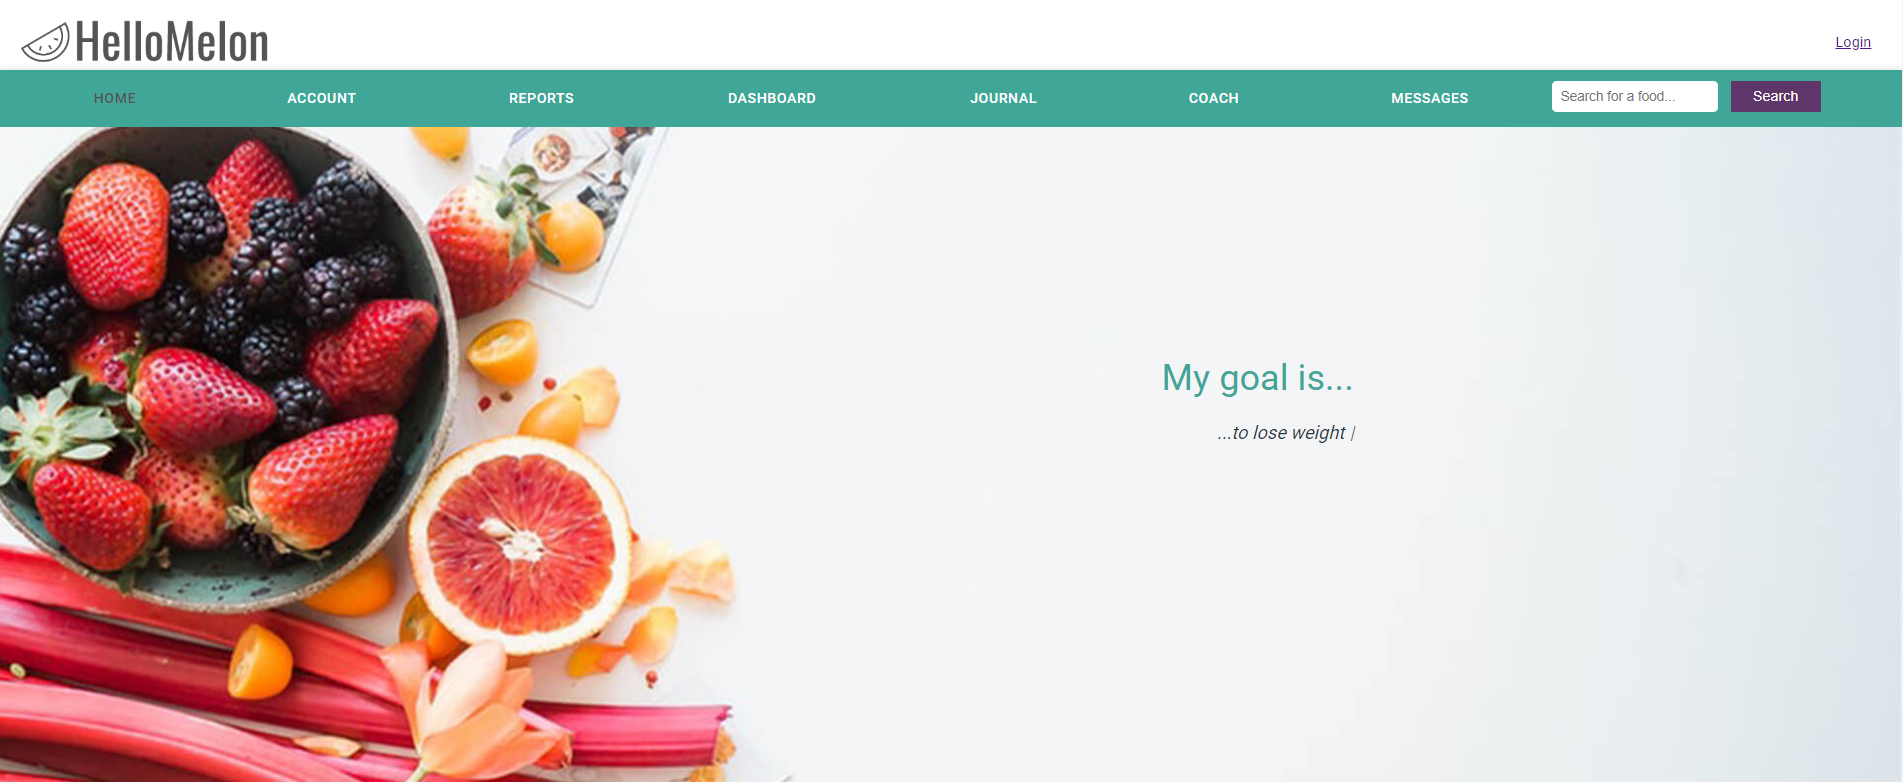 HelloMelon
Login
HOME ACCOUNT REPORTS DASHBOARD JOURNAL COACH MESSAGES Search for a food... Search
My goal is...
...to lose weight |